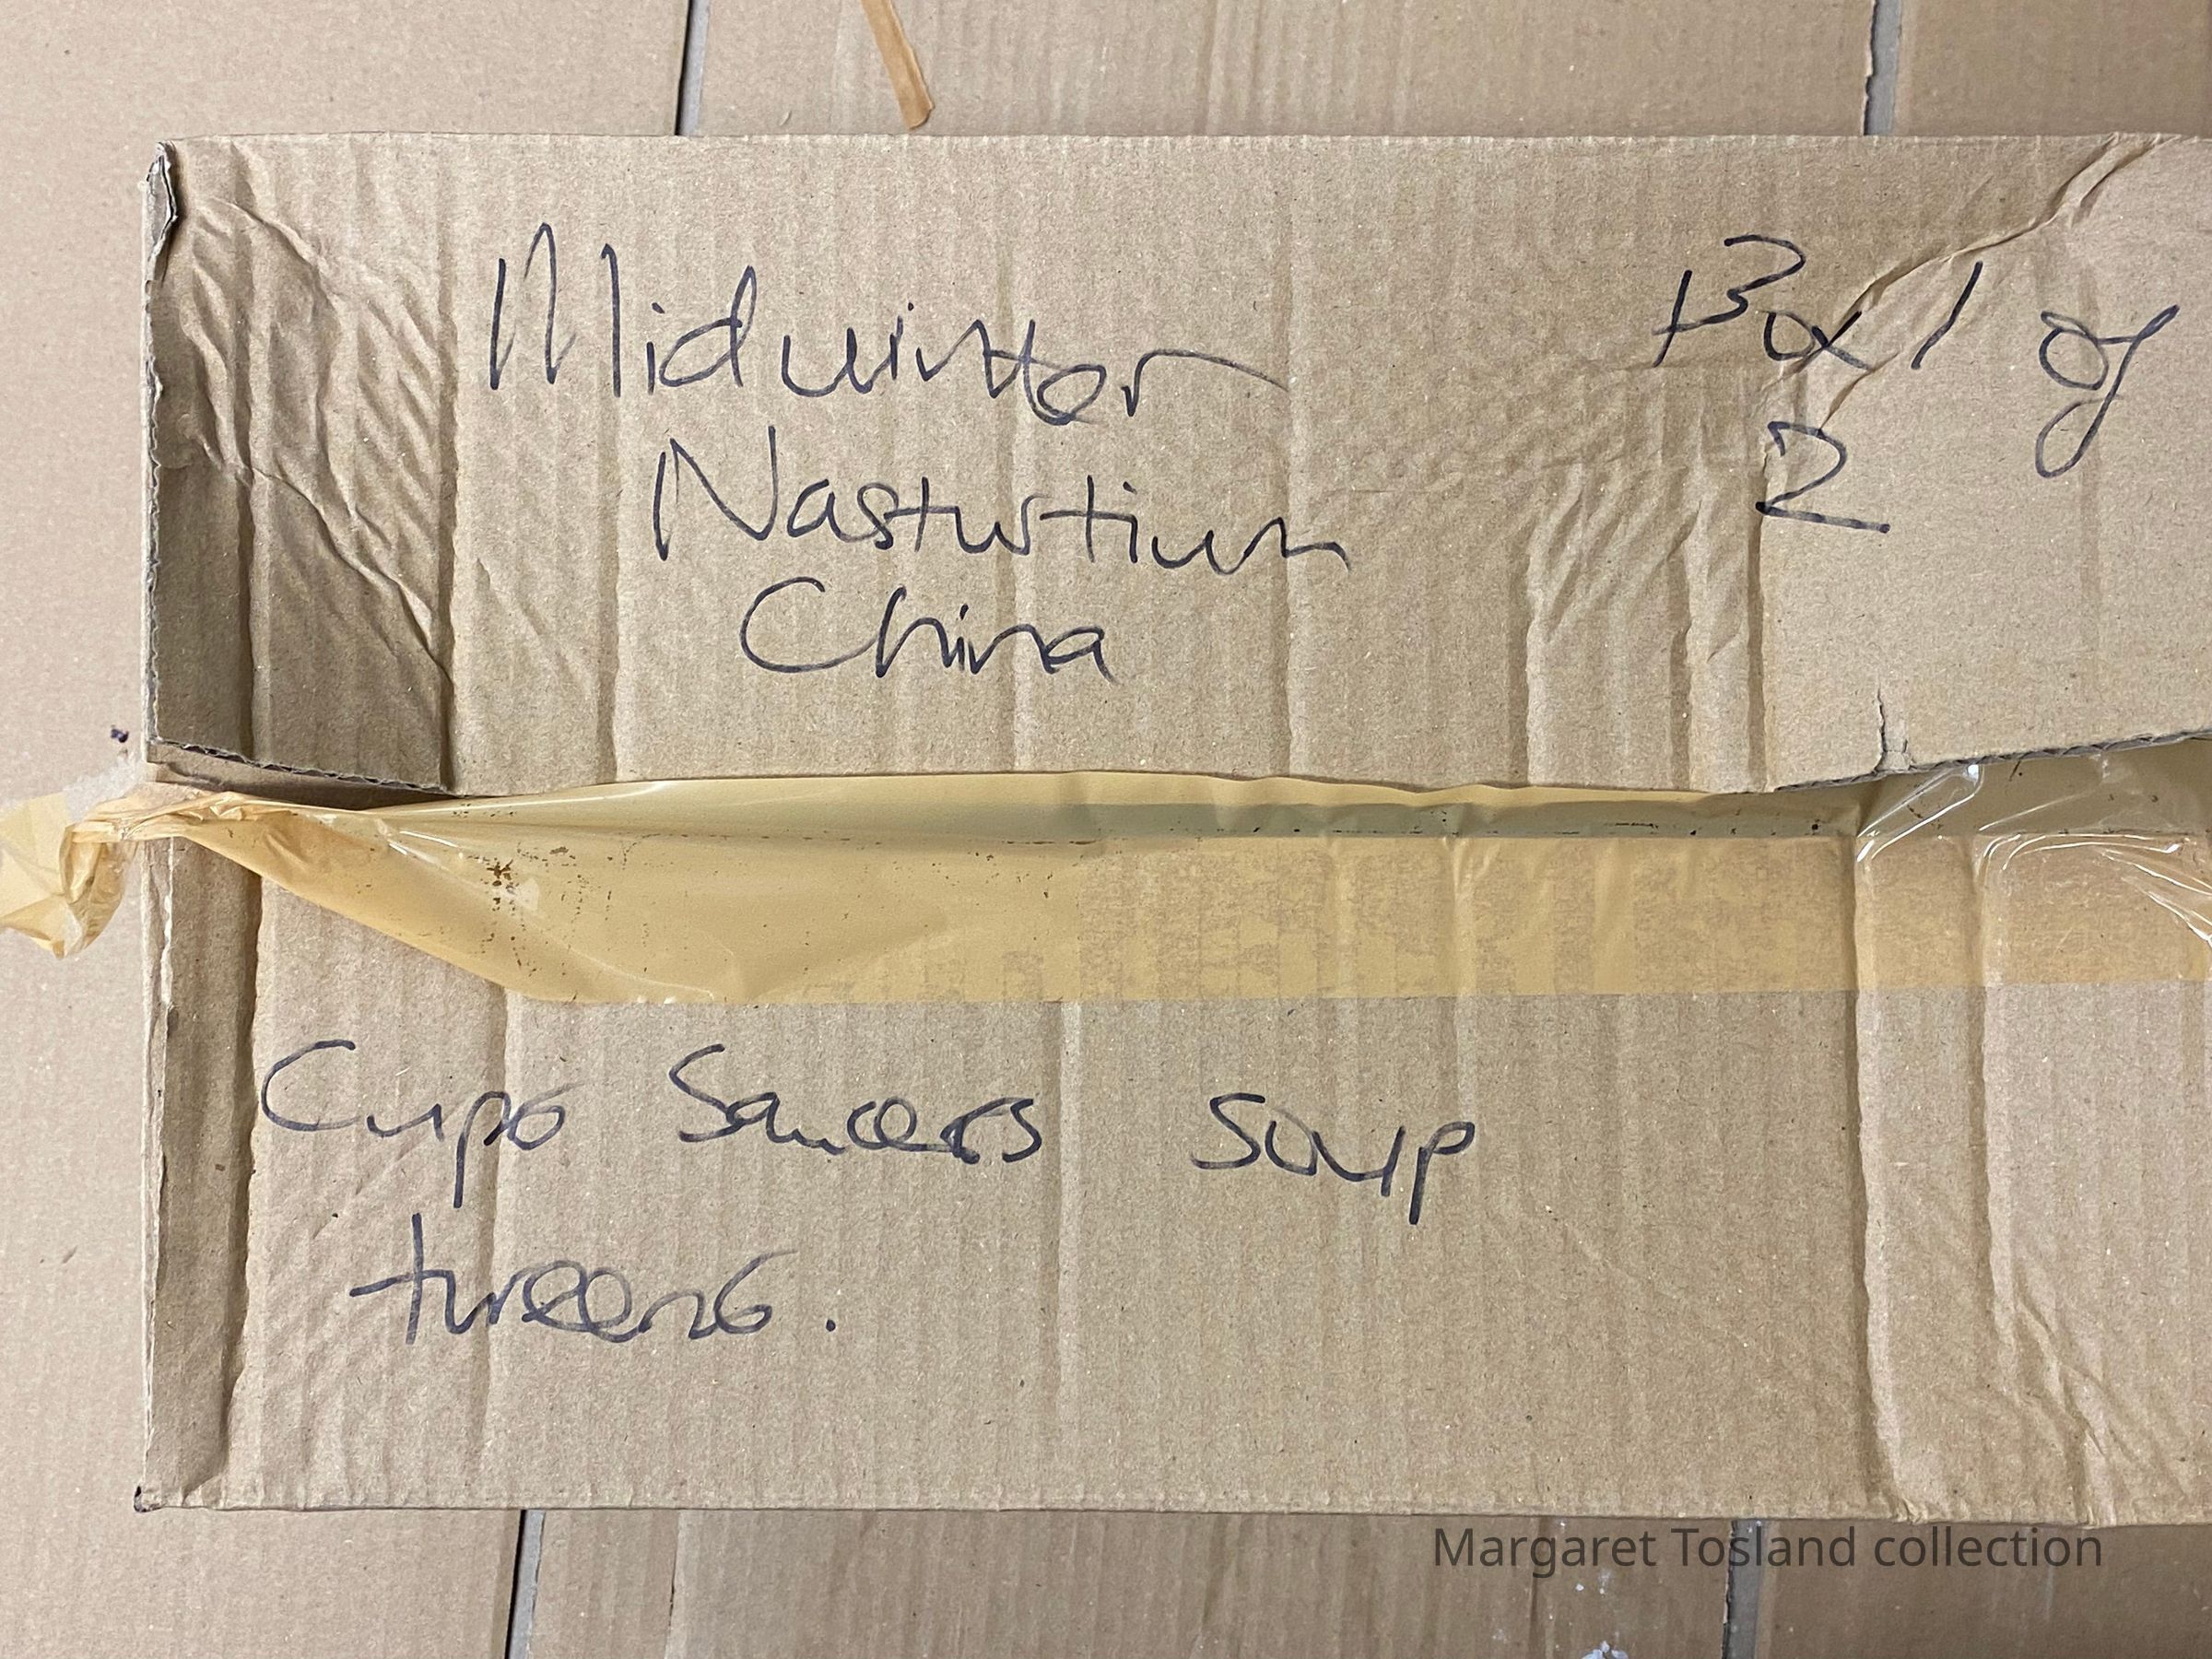 Midwinter
Nasturtium
China
Box 1 of
2
Cups Saucers Soup
tureens.
Margaret Tosland collection